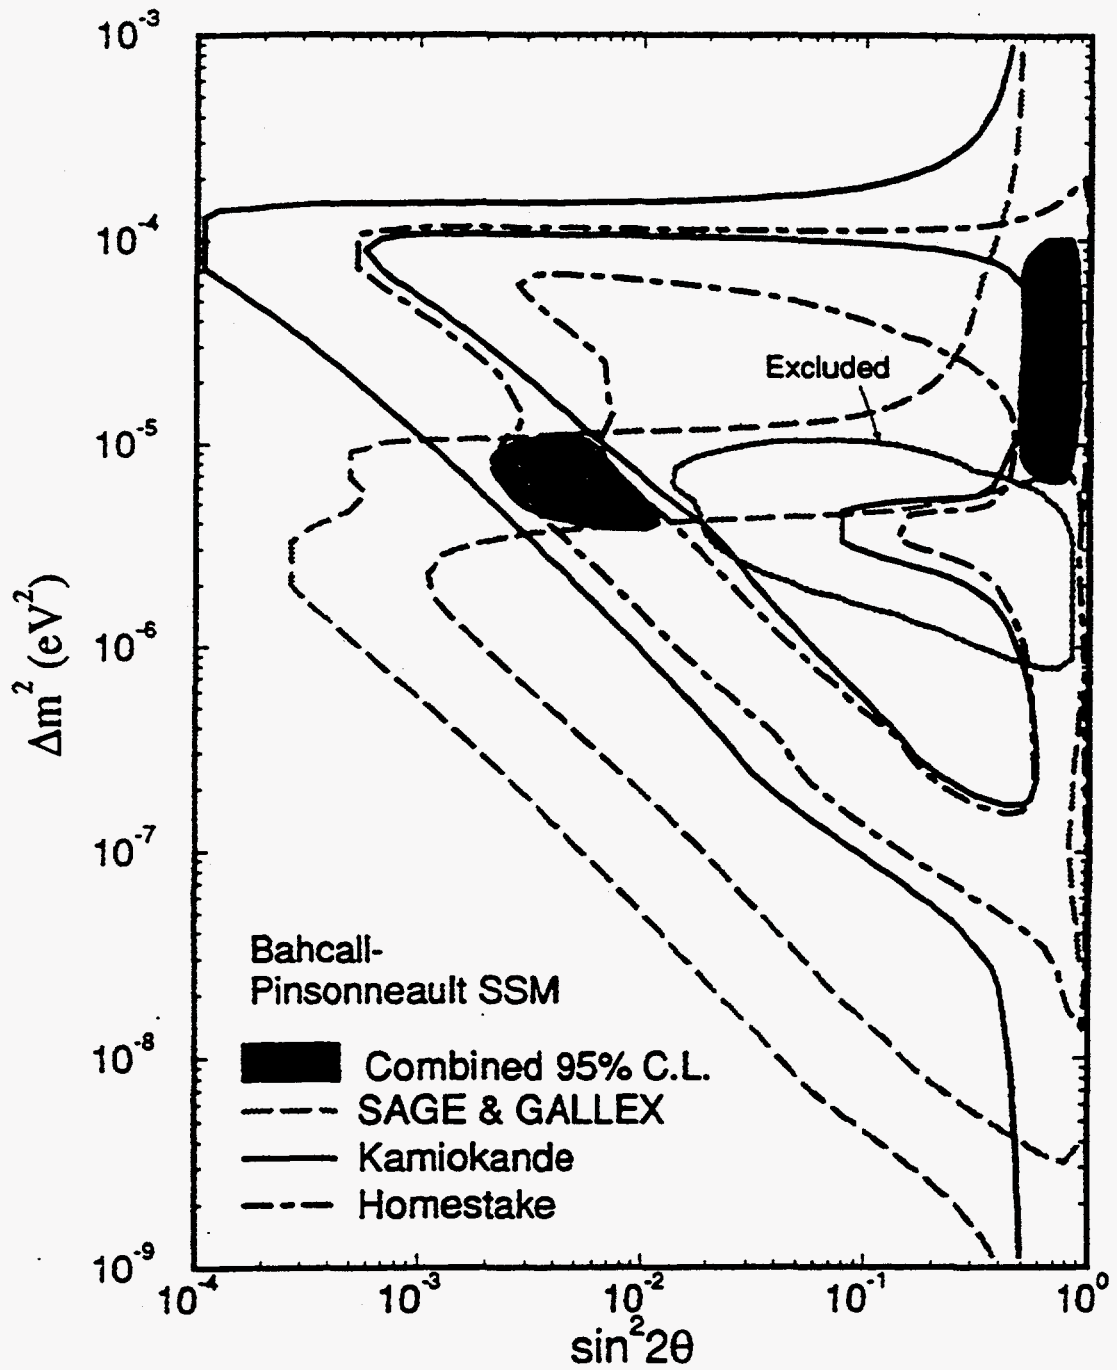 10⁻³
10⁻⁴
10⁻⁵
10⁻⁶
10⁻⁷
10⁻⁸
10⁻⁹
Δm² (eV²)
Excluded
Bahcall-
Pinsonneault SSM
Combined 95% C.L.
SAGE & GALLEX
Kamiokande
Homestake
10⁻⁴ 10⁻³ 10⁻² 10⁻¹ 10⁰
sin²2θ